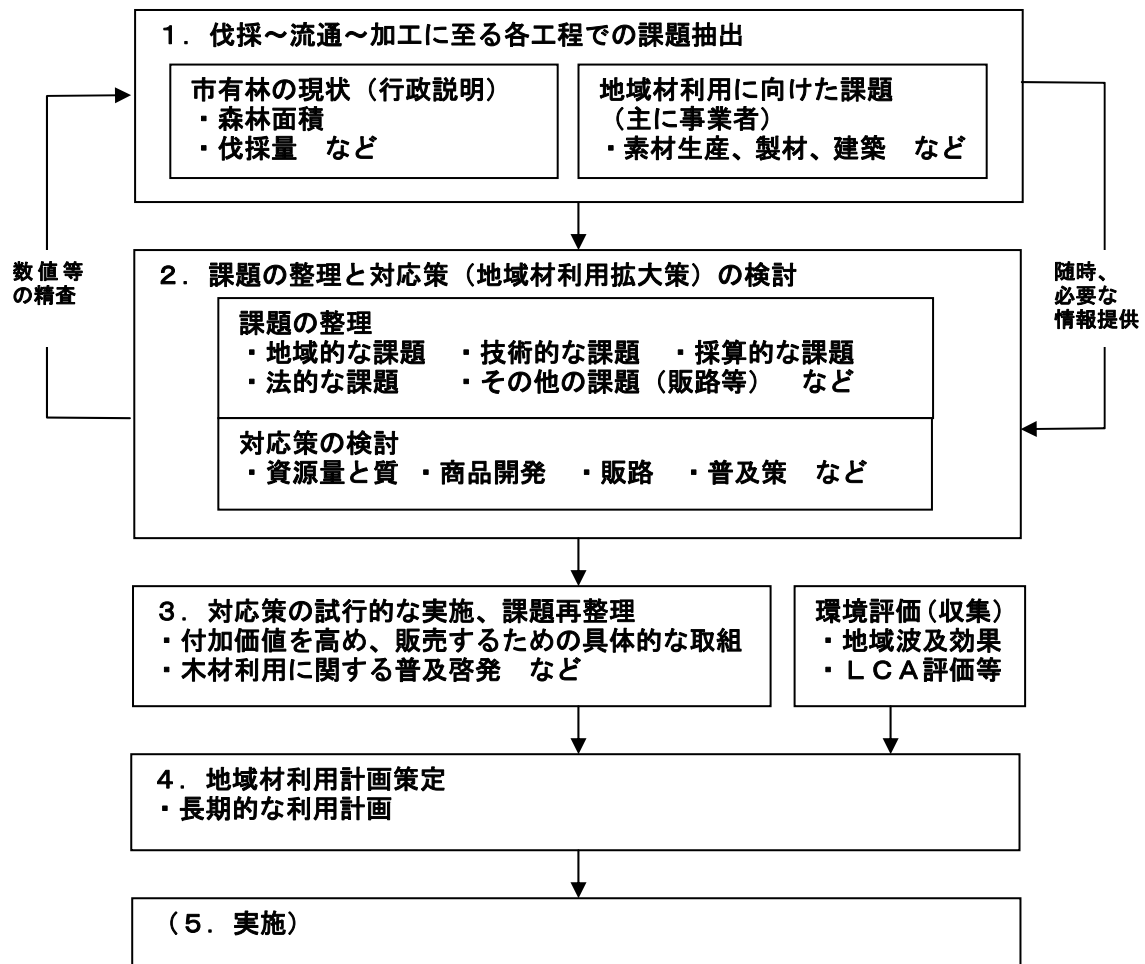 １．伐採～流通～加工に至る各工程での課題抽出
市有林の現状（行政説明）
・森林面積
・伐採量　など
地域材利用に向けた課題
（主に事業者）
・素材生産、製材、建築　など
数値等
の精査
随時、
必要な
情報提供
２．課題の整理と対応策（地域材利用拡大策）の検討
課題の整理
・地域的な課題　・技術的な課題　・採算的な課題
・法的な課題　　・その他の課題（販路等）　など
対応策の検討
・資源量と質　・商品開発　・販路　・普及策　など
３．対応策の試行的な実施、課題再整理
・付加価値を高め、販売するための具体的な取組
・木材利用に関する普及啓発　など
環境評価（収集）
・地域波及効果
・ＬＣＡ評価等
４．地域材利用計画策定
・長期的な利用計画
（５．実施）